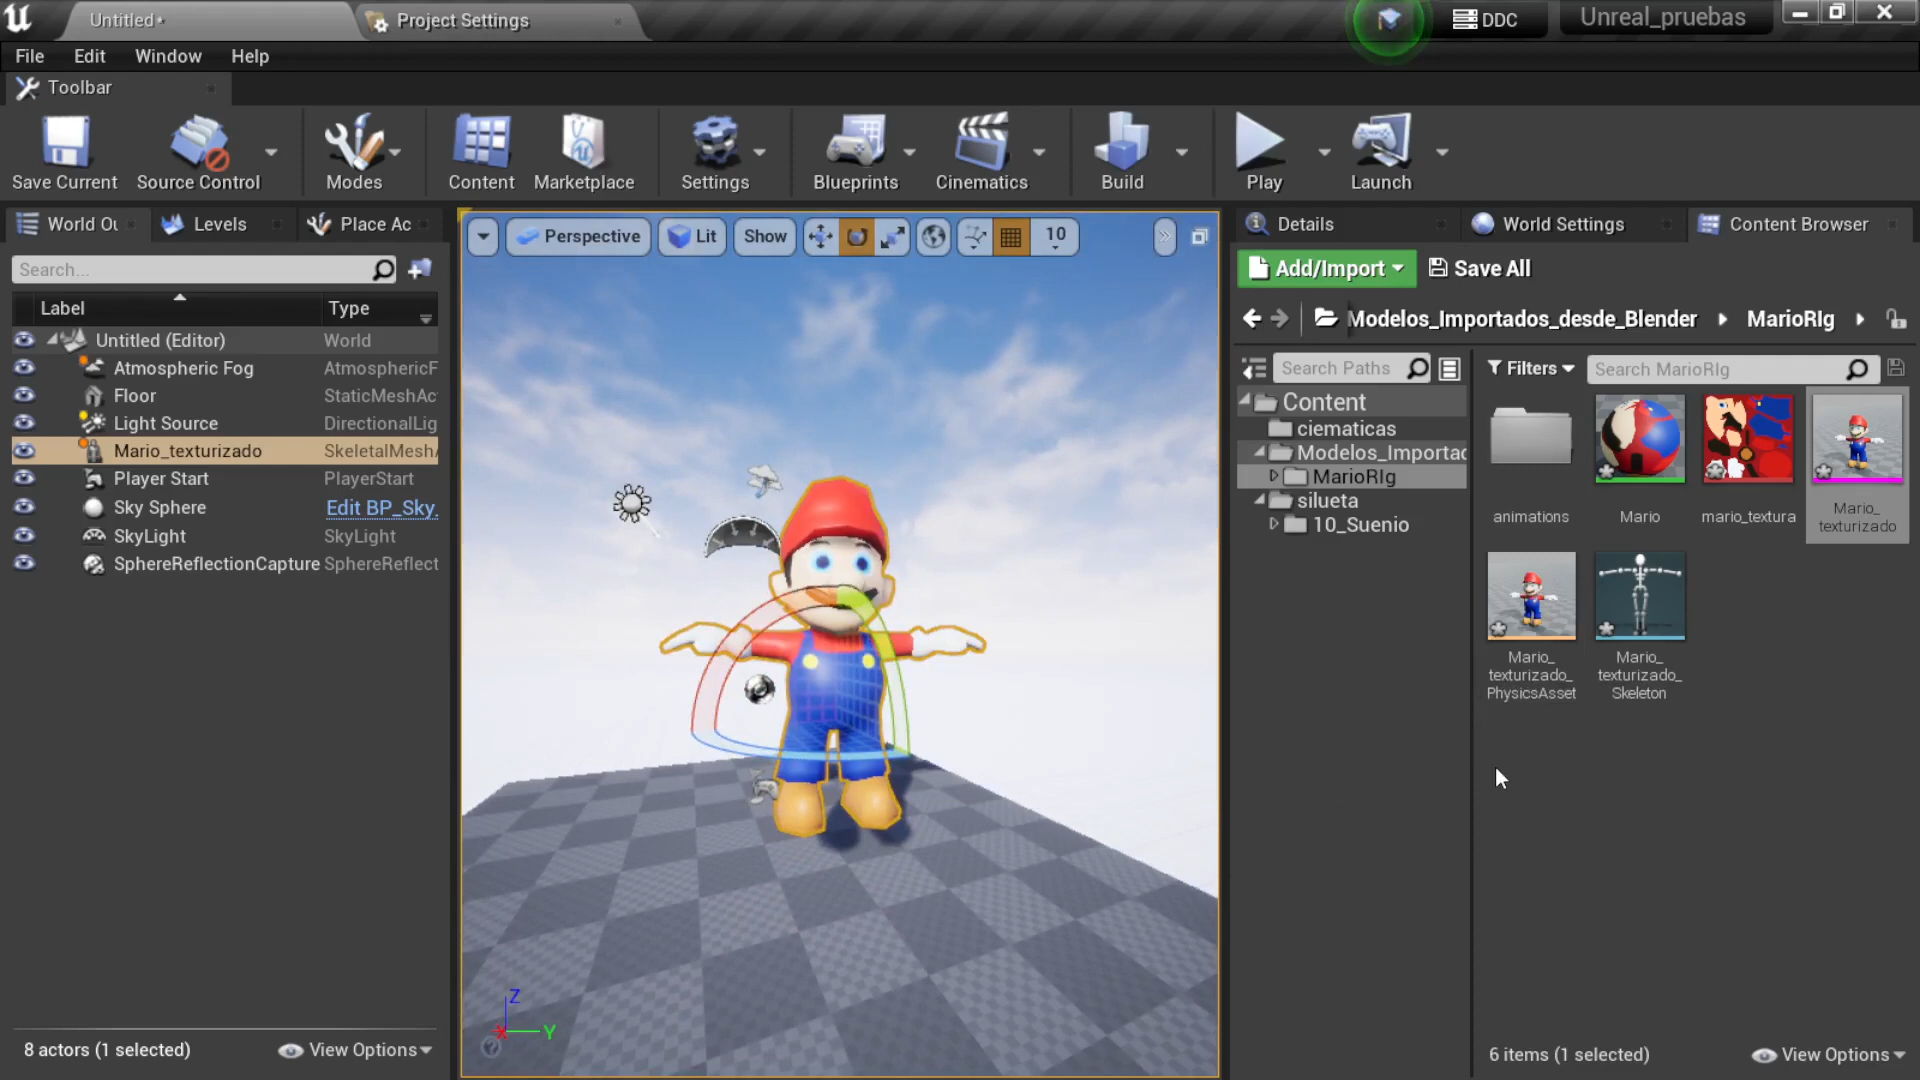 Untitled*
Project Settings
DDC
Unreal_pruebas
File
Edit
Window
Help
Toolbar
Save Current
Source Control
Modes
Content
Marketplace
Settings
Blueprints
Cinematics
Build
Play
Launch
World Ou
Levels
Place Ac
Search...
Label
Type
Untitled (Editor)
World
Atmospheric Fog
AtmosphericF
Floor
StaticMeshAc
Light Source
DirectionalLig
Mario_texturizado
SkeletalMesh
Player Start
PlayerStart
Sky Sphere
Edit BP_Sky_
SkyLight
SkyLight
SphereReflectionCapture
SphereReflect
8 actors (1 selected)
View Options
Perspective
Lit
Show
10
Z
X
Y
Details
World Settings
Content Browser
Add/Import
Save All
Modelos_Importados_desde_Blender
MarioRIg
Search Paths
Content
ciematicas
Modelos_Importac
MarioRIg
silueta
10_Suenio
Filters
Search MarioRIg
animations
Mario
mario_textura
Mario_
texturizado
Mario_
texturizado_
PhysicsAsset
Mario_
texturizado_
Skeleton
6 items (1 selected)
View Options